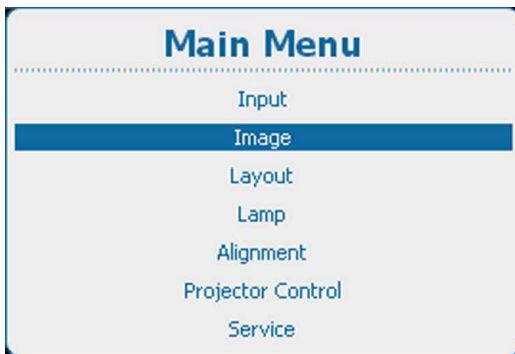 Main Menu
Input
Image
Layout
Lamp
Alignment
Projector Control
Service